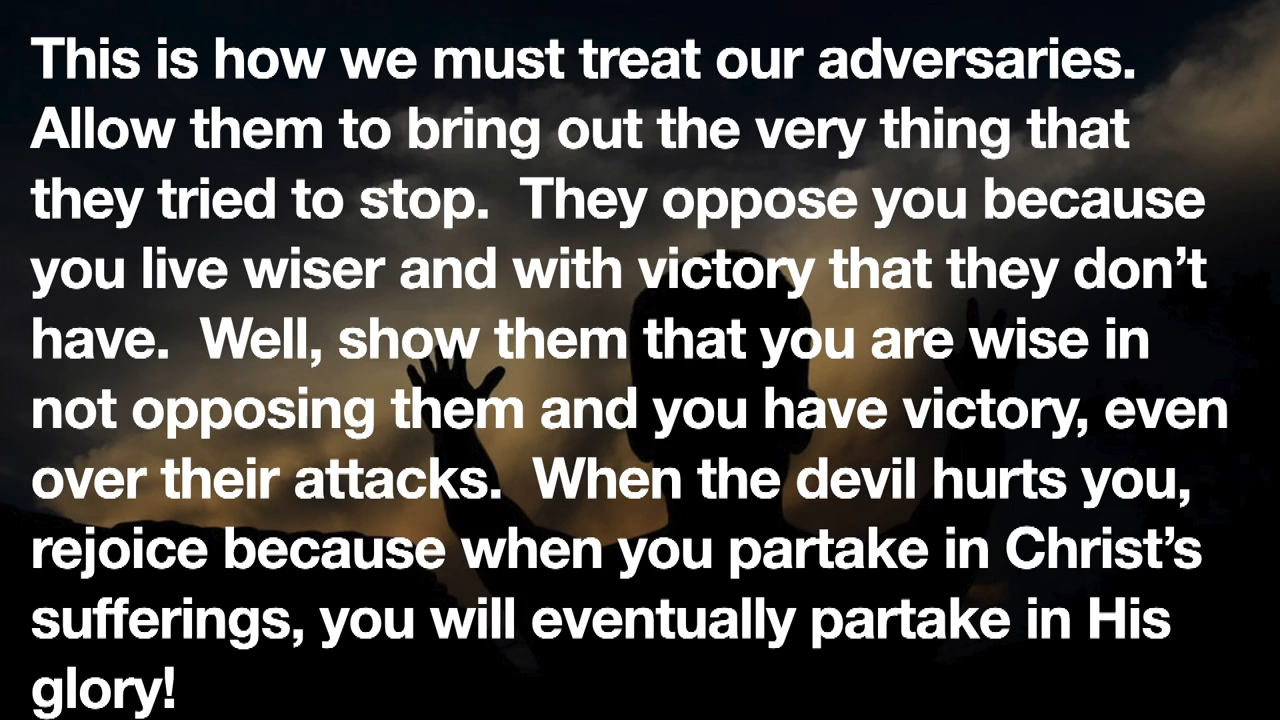 This is how we must treat our adversaries.
Allow them to bring out the very thing that
they tried to stop.  They oppose you because
you live wiser and with victory that they don’t
have.  Well, show them that you are wise in
not opposing them and you have victory, even
over their attacks.  When the devil hurts you,
rejoice because when you partake in Christ’s
sufferings, you will eventually partake in His
glory!